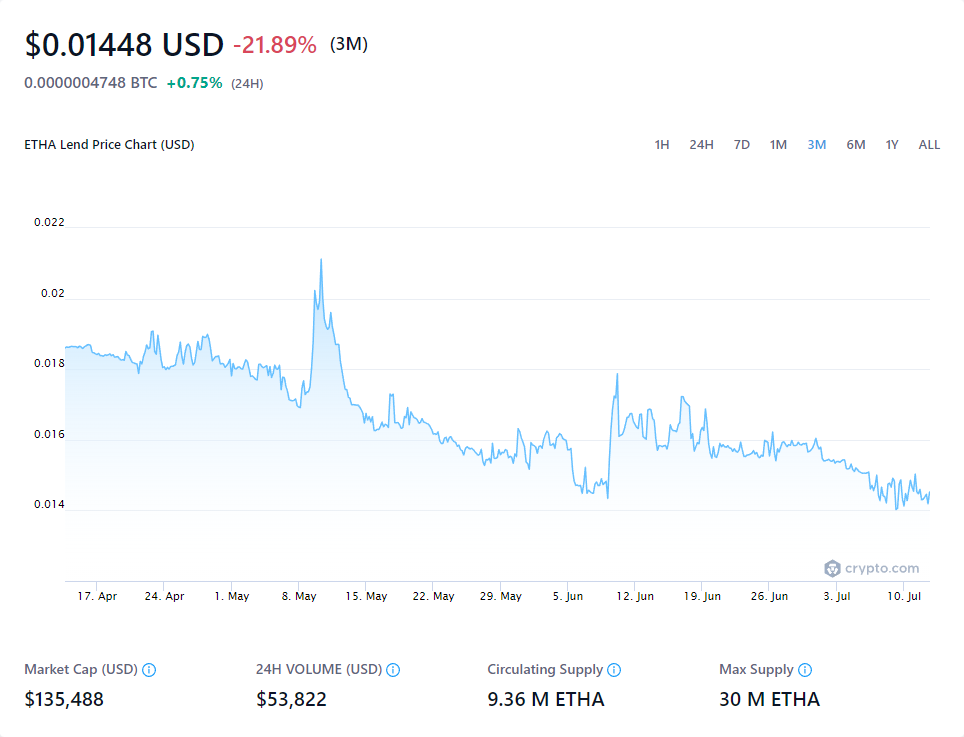 $0.01448 USD -21.89% (3M)
0.0000004748 BTC +0.75% (24H)
ETHA Lend Price Chart (USD) 1H 24H 7D 1M 3M 6M 1Y ALL
0.022
0.02
0.018
0.016
0.014
crypto.com
17. Apr 24. Apr 1. May 8. May 15. May 22. May 29. May 5. Jun 12. Jun 19. Jun 26. Jun 3. Jul 10. Jul
Market Cap (USD) 24H VOLUME (USD) Circulating Supply Max Supply
$135,488 $53,822 9.36 M ETHA 30 M ETHA